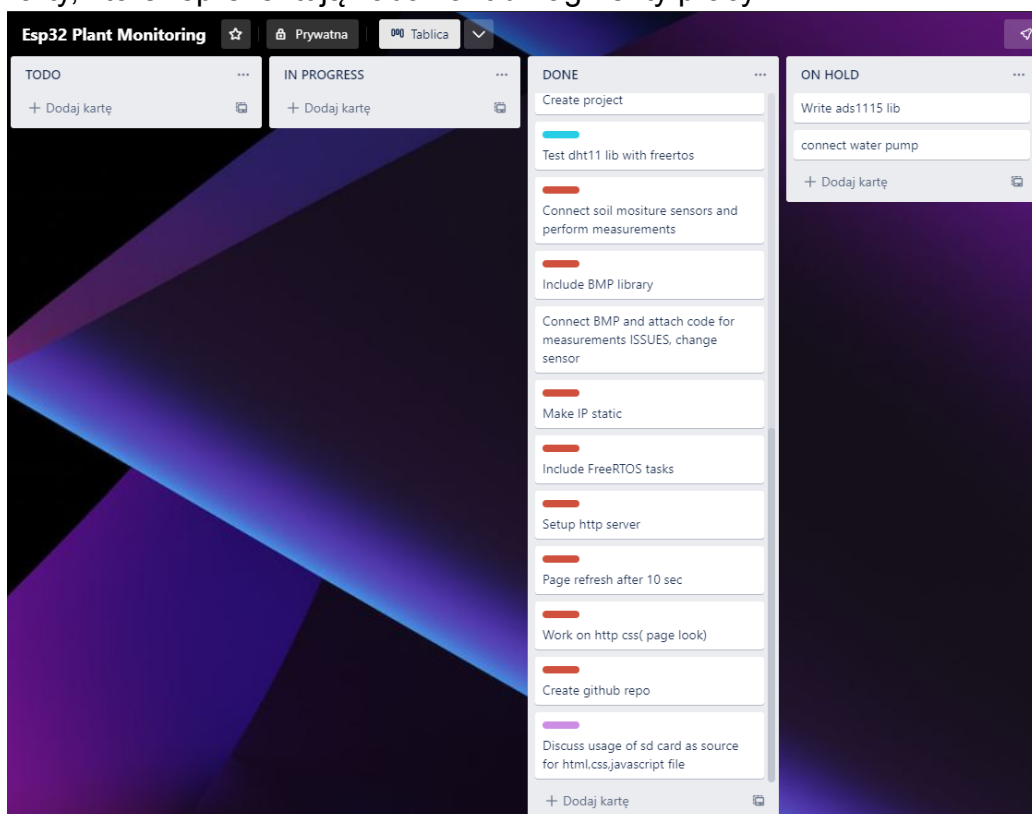 Esp32 Plant Monitoring
Prywatna
Tablica
TODO
+ Dodaj kartę
IN PROGRESS
+ Dodaj kartę
DONE
Create project
Test dht11 lib with freertos
Connect soil mositure sensors and
perform measurements
Include BMP library
Connect BMP and attach code for
measurements ISSUES, change
sensor
Make IP static
Include FreeRTOS tasks
Setup http server
Page refresh after 10 sec
Work on http css( page look)
Create github repo
Discuss usage of sd card as source
for html,css,javascript file
+ Dodaj kartę
ON HOLD
Write ads1115 lib
connect water pump
+ Dodaj kartę